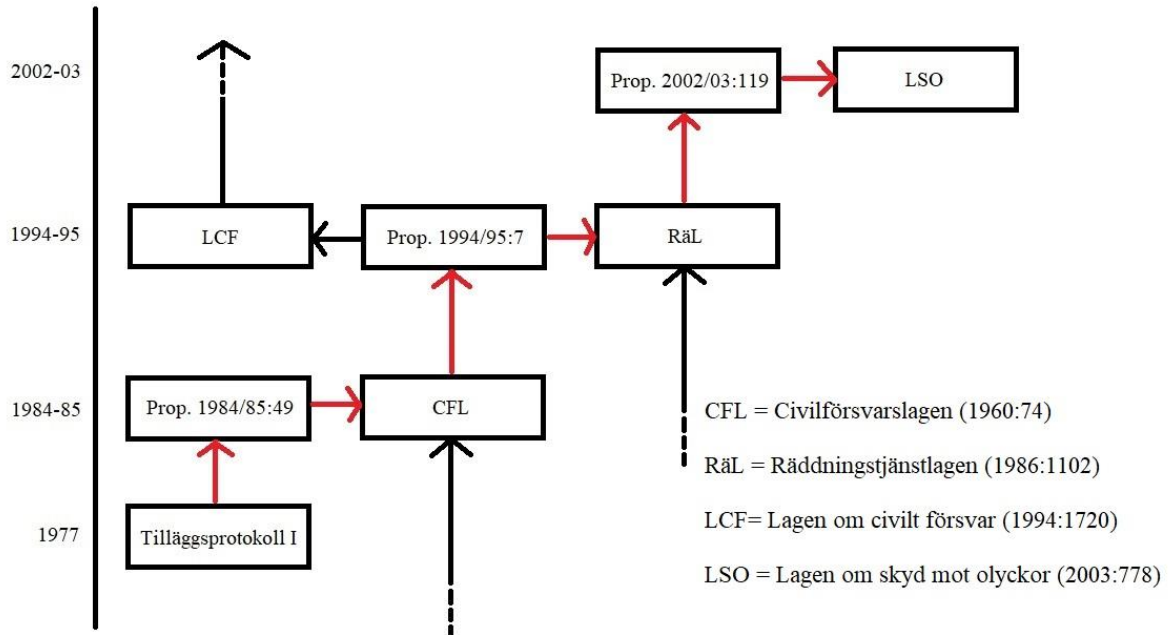 2002-03
Prop. 2002/03:119
LSO
1994-95
LCF
Prop. 1994/95:7
RäL
1984-85
Prop. 1984/85:49
CFL
CFL = Civilförsvarslagen (1960:74)
RäL = Räddningstjänstlagen (1986:1102)
1977
Tilläggsprotokoll I
LCF= Lagen om civilt försvar (1994:1720)
LSO = Lagen om skyd mot olyckor (2003:778)